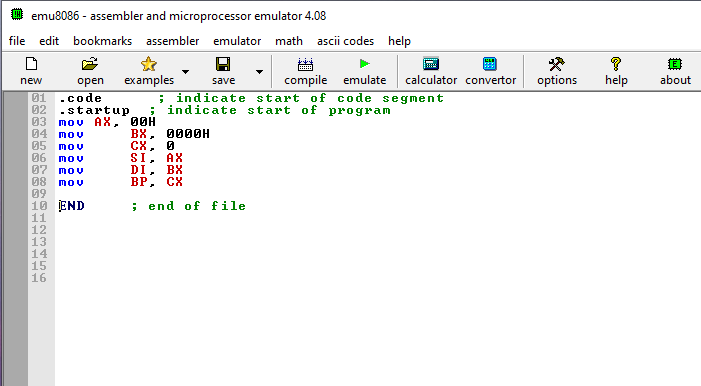 emu8086 - assembler and microprocessor emulator 4.08
file edit bookmarks assembler emulator math ascii codes help
new open examples save compile emulate calculator convertor options help about
01 .code ; indicate start of code segment
02 .startup ; indicate start of program
03 mov AX, 00H
04 mov BX, 0000H
05 mov CX, 0
06 mov SI, AX
07 mov DI, BX
08 mov BP, CX
09
10 END ; end of file
11
12
13
14
15
16